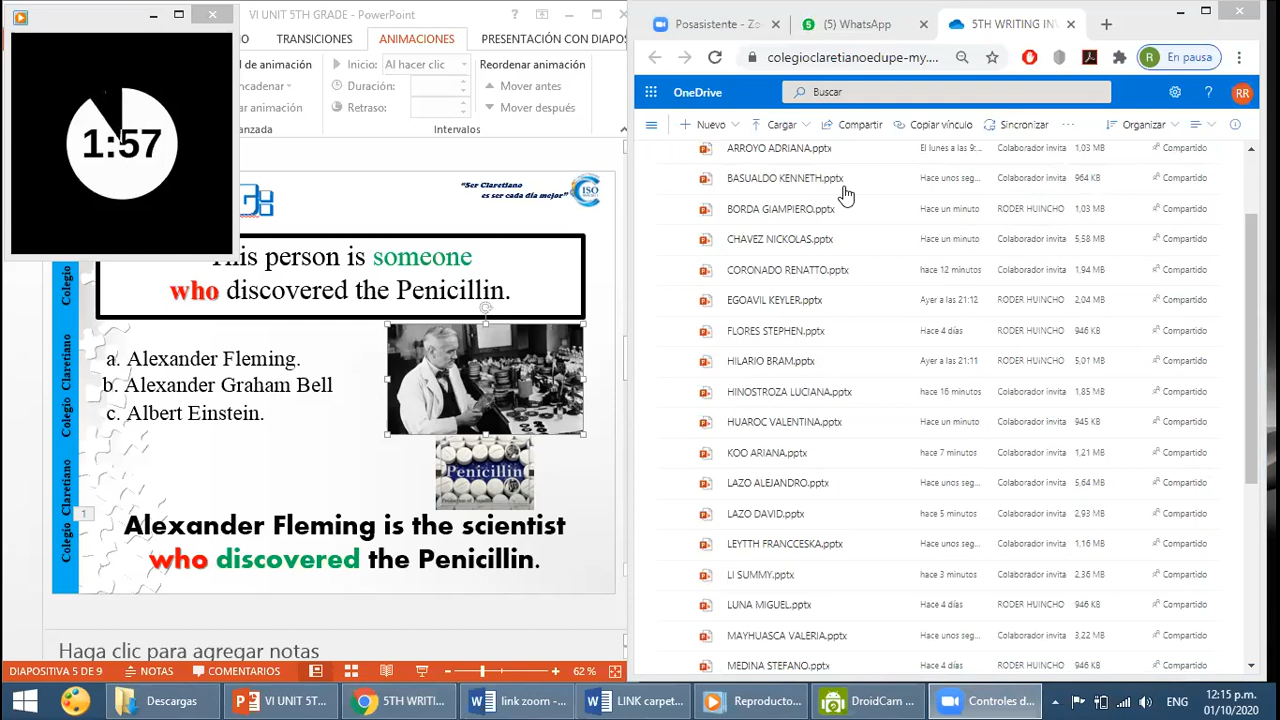 VI UNIT 5TH GRADE - PowerPoint
TRANSICIONES
ANIMACIONES
l de animación
Inicio: Al hacer clic
Reordenar animación
Duración:
Mover antes
Retraso:
Mover después
Intervalos
1:57
"Ser Claretiano
es ser cada día mejor"
ISO
This person is someone
who discovered the Penicillin.
a. Alexander Fleming.
b. Alexander Graham Bell
c. Albert Einstein.
Penicillin
Alexander Fleming is the scientist
who discovered the Penicillin.
Colegio Claretiano
Colegio Claretiano
1
Haga clic para agregar notas
DIAPOSITIVA 5 DE 9
NOTAS
COMENTARIOS
62 %
Posasistente - Zo
(5) WhatsApp
5TH WRITING IN
colegioclaretianoedupe-my....
R En pausa
OneDrive
Buscar
RR
Nuevo
Cargar
Compartir
Copiar vínculo
Sincronizar
Organizar
ARROYO ADRIANA.pptx El lunes a las 9:... Colaborador invita 1,03 MB Compartido
BASUALDO KENNETH.pptx Hace unos seg... Colaborador invita 964 KB Compartido
BORDA GIAMPIERO.pptx Hace un minuto RODER HUINCHO 1,03 MB Compartido
CHAVEZ NICKOLAS.pptx Hace un minuto Colaborador invita 5,58 MB Compartido
CORONADO RENATTO.pptx hace 12 minutos Colaborador invita 1,94 MB Compartido
EGOAVIL KEYLER.pptx Ayer a las 21:12 Colaborador invita 2,04 MB Compartido
FLORES STEPHEN.pptx Hace 4 días RODER HUINCHO 946 KB Compartido
HILARIO BRAM.pptx Ayer a las 21:11 RODER HUINCHO 5,01 MB Compartido
HINOSTROZA LUCIANA.pptx hace 16 minutos Colaborador invita 1,85 MB Compartido
HUAROC VALENTINA.pptx Hace un minuto Colaborador invita 945 KB Compartido
KOO ARIANA.pptx hace 7 minutos Colaborador invita 1,21 MB Compartido
LAZO ALEJANDRO.pptx Hace unos seg... Colaborador invita 5,64 MB Compartido
LAZO DAVID.pptx hace 5 minutos Colaborador invita 2,93 MB Compartido
LEYTTH FRANCCESKA.pptx Hace un minuto Colaborador invita 1,16 MB Compartido
LI SUMMY.pptx hace 3 minutos Colaborador invita 2,36 MB Compartido
LUNA MIGUEL.pptx Hace 4 días RODER HUINCHO 946 KB Compartido
MAYHUASCA VALERIA.pptx Hace unos seg... Colaborador invita 3,22 MB Compartido
MEDINA STEFANO.pptx Hace 4 días RODER HUINCHO 946 KB Compartido
Descargas
VI UNIT 5T...
5TH WRITI...
link zoom -...
LINK carpet...
Reproducto...
DroidCam ...
Controles d...
ENG
12:15 p.m.
01/10/2020